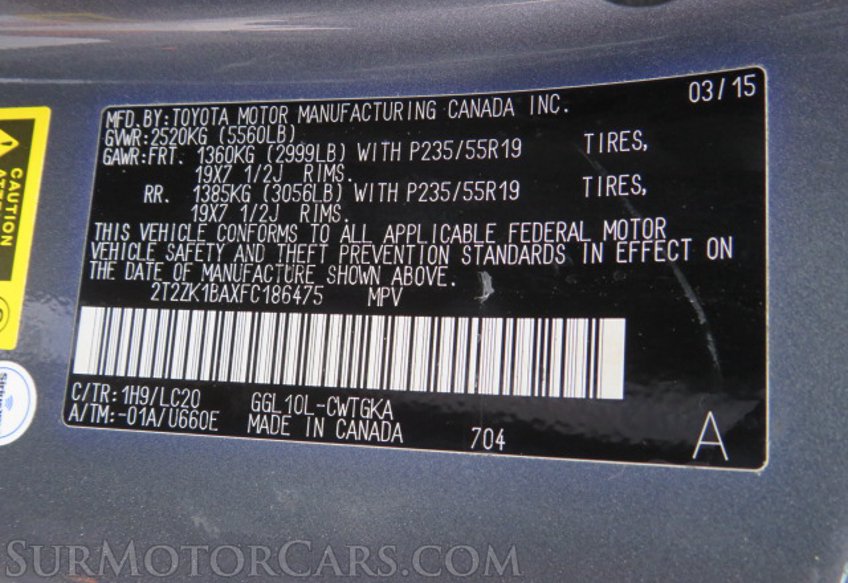 MFD.BY:TOYOTA MOTOR MANUFACTURING CANADA INC. 03/15
GVWR:2520KG (5560LB)
GAWR:FRT. 1360KG (2999LB) WITH P235/55R19 TIRES,
19X7 1/2J RIMS.
RR. 1385KG (3056LB) WITH P235/55R19 TIRES,
19X7 1/2J RIMS.
THIS VEHICLE CONFORMS TO ALL APPLICABLE FEDERAL MOTOR
VEHICLE SAFETY AND THEFT PREVENTION STANDARDS IN EFFECT ON
THE DATE OF MANUFACTURE SHOWN ABOVE.
2T2ZK1BAXFC186475 MPV
C/TR:1H9/LC20 GGL10L-CWTGKA
A/TM:-01A/U660E MADE IN CANADA 704 A
CAUTION
SurMotorCars.com